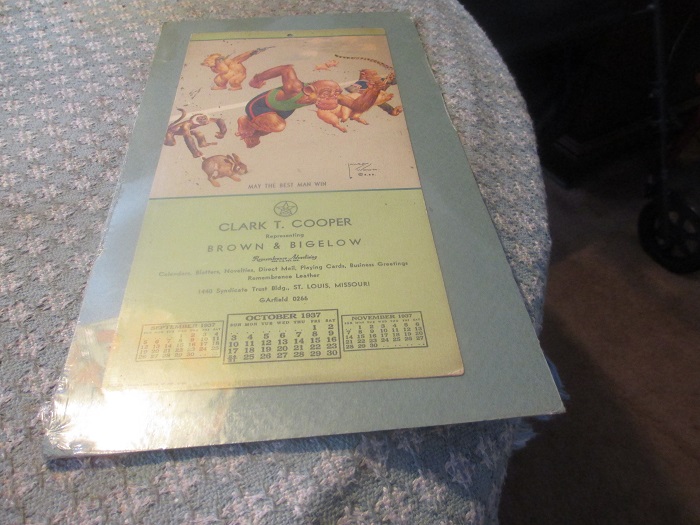 MAY THE BEST MAN WIN
CLARK T. COOPER
Representing
BROWN & BIGELOW
Remembrance Advertising
Calendars, Blotters, Novelties, Direct Mail, Playing Cards, Business Greetings
Remembrance Leather
Syndicate Trust Bldg., ST. LOUIS, MISSOURI
GArfield 0266
SEPTEMBER 1937
OCTOBER 1937
NOVEMBER 1937
SUN MON TUE WED THU FRI SAT
1 2
3 4 5 6 7 8 9
10 11 12 13 14 15 16
17 18 19 20 21 22 23
25 26 27 28 29 30